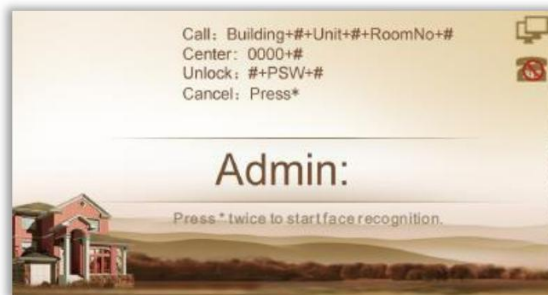 Call： Building+#+Unit+#+RoomNo+#
Center： 0000+#
Unlock： #+PSW+#
Cancel： Press*
Admin:
Press * twice to start face recognition.